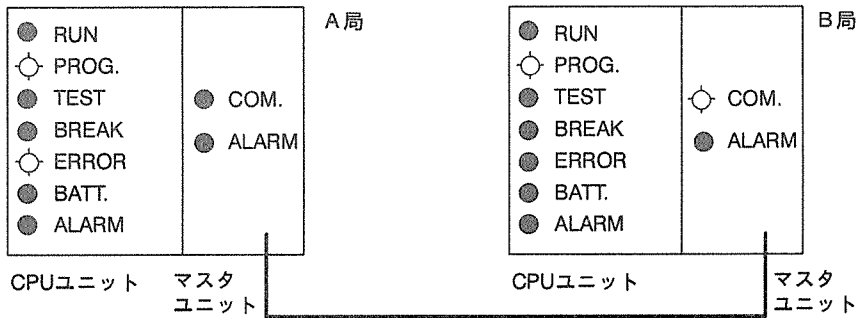 A局
RUN
PROG.
TEST
BREAK
ERROR
BATT.
ALARM
COM.
ALARM
CPUユニット
マスタ
ユニット
B局
RUN
PROG.
TEST
BREAK
ERROR
BATT.
ALARM
COM.
ALARM
CPUユニット
マスタ
ユニット